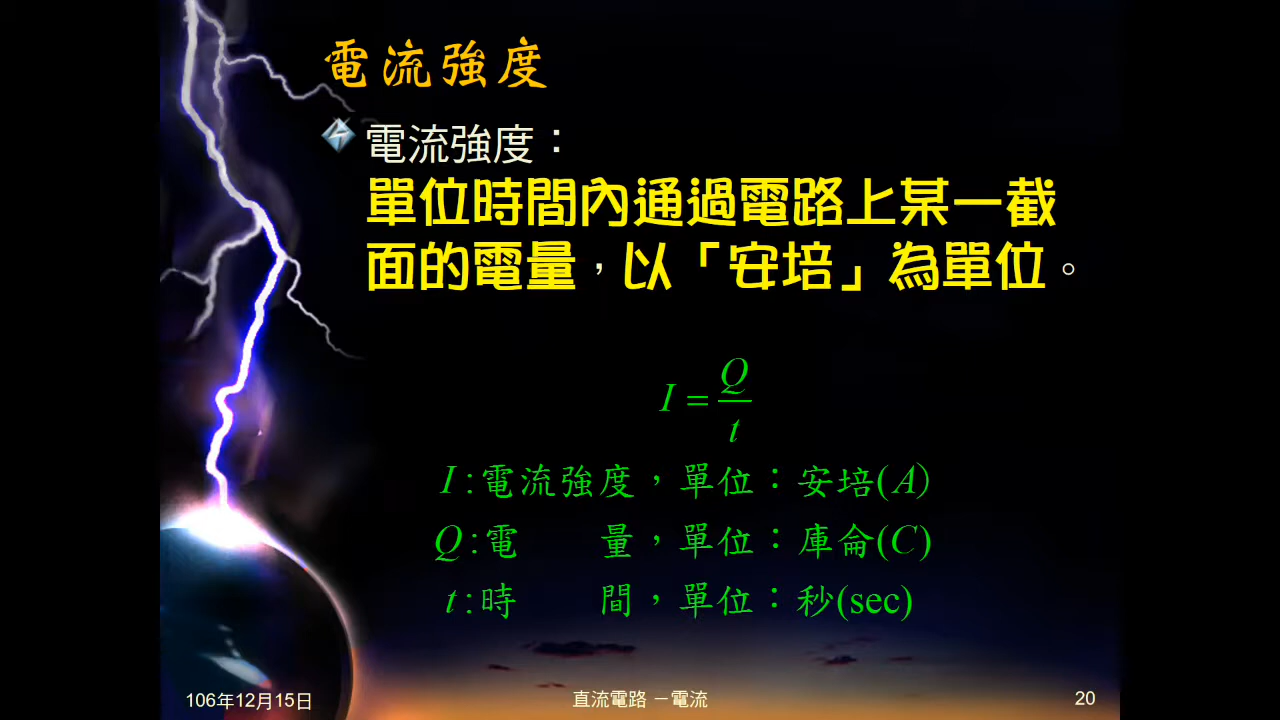 電流強度
電流強度：
單位時間內通過電路上某一截
面的電量，以「安培」為單位。
I = Q/t
I:電流強度，單位：安培(A)
Q:電 量，單位：庫侖(C)
t:時 間，單位：秒(sec)
106年12月15日
直流電路 －電流
20